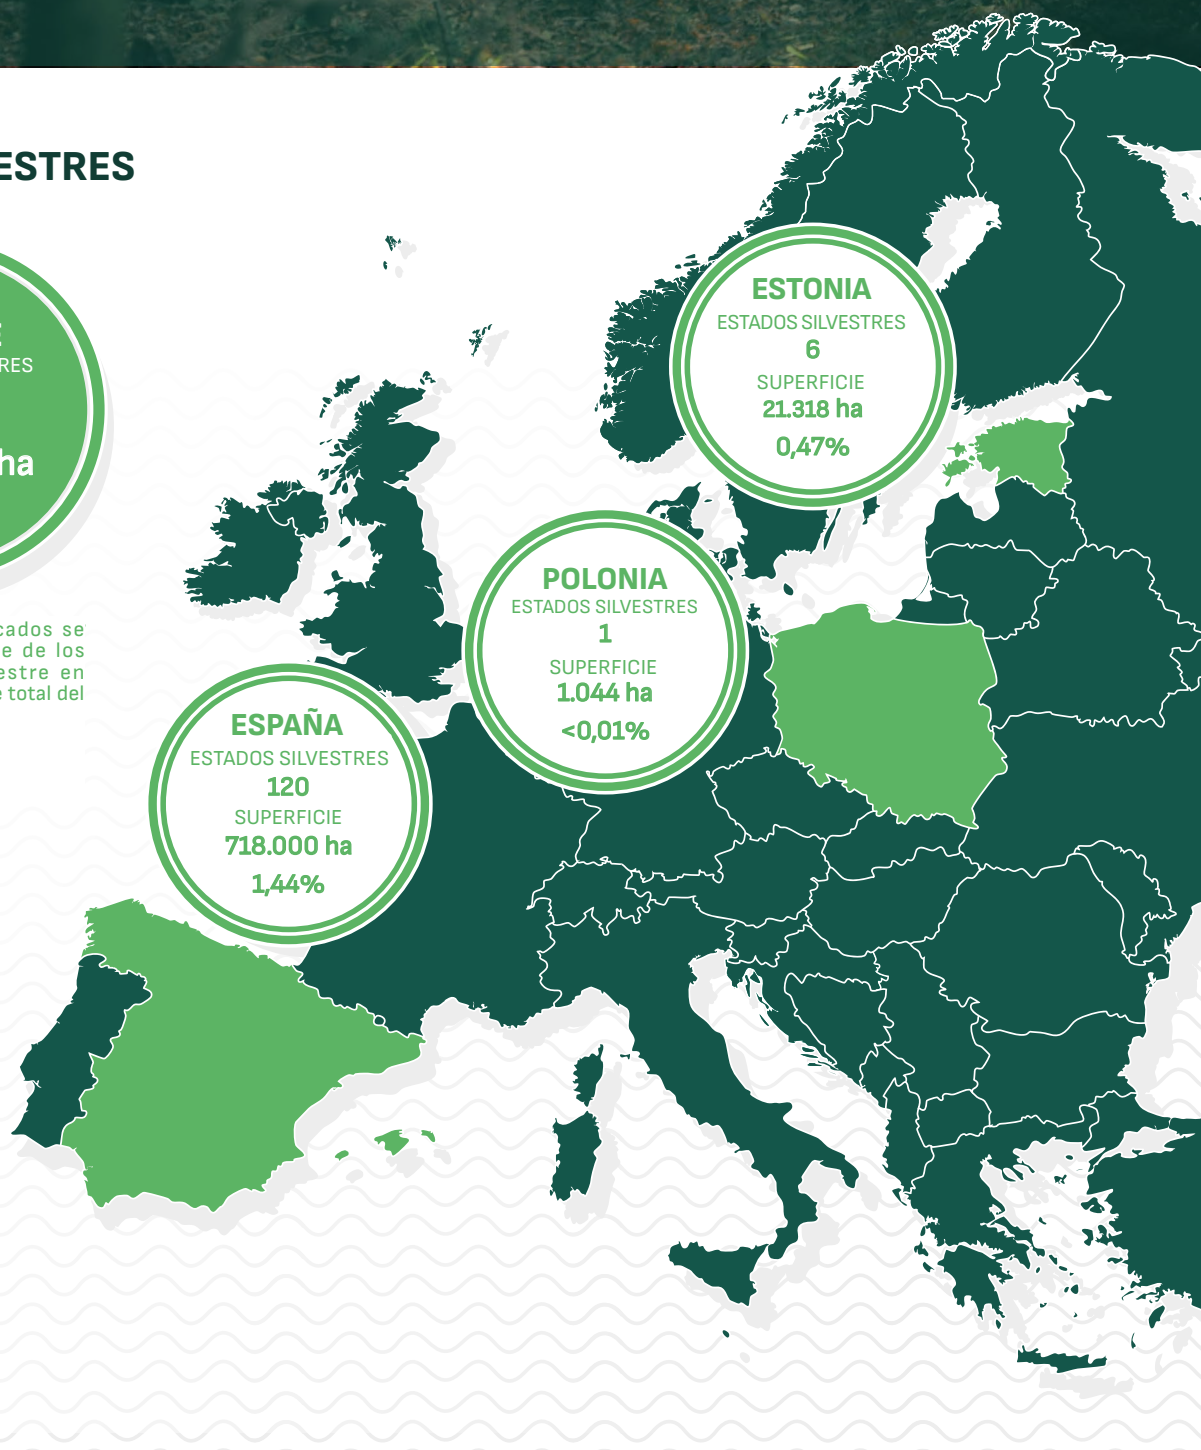 ESTRES
RES
ha
cados se
e de los
estre en
e total del
ESTONIA
ESTADOS SILVESTRES
6
SUPERFICIE
21.318 ha
0,47%
POLONIA
ESTADOS SILVESTRES
1
SUPERFICIE
1.044 ha
<0,01%
ESPAÑA
ESTADOS SILVESTRES
120
SUPERFICIE
718.000 ha
1,44%